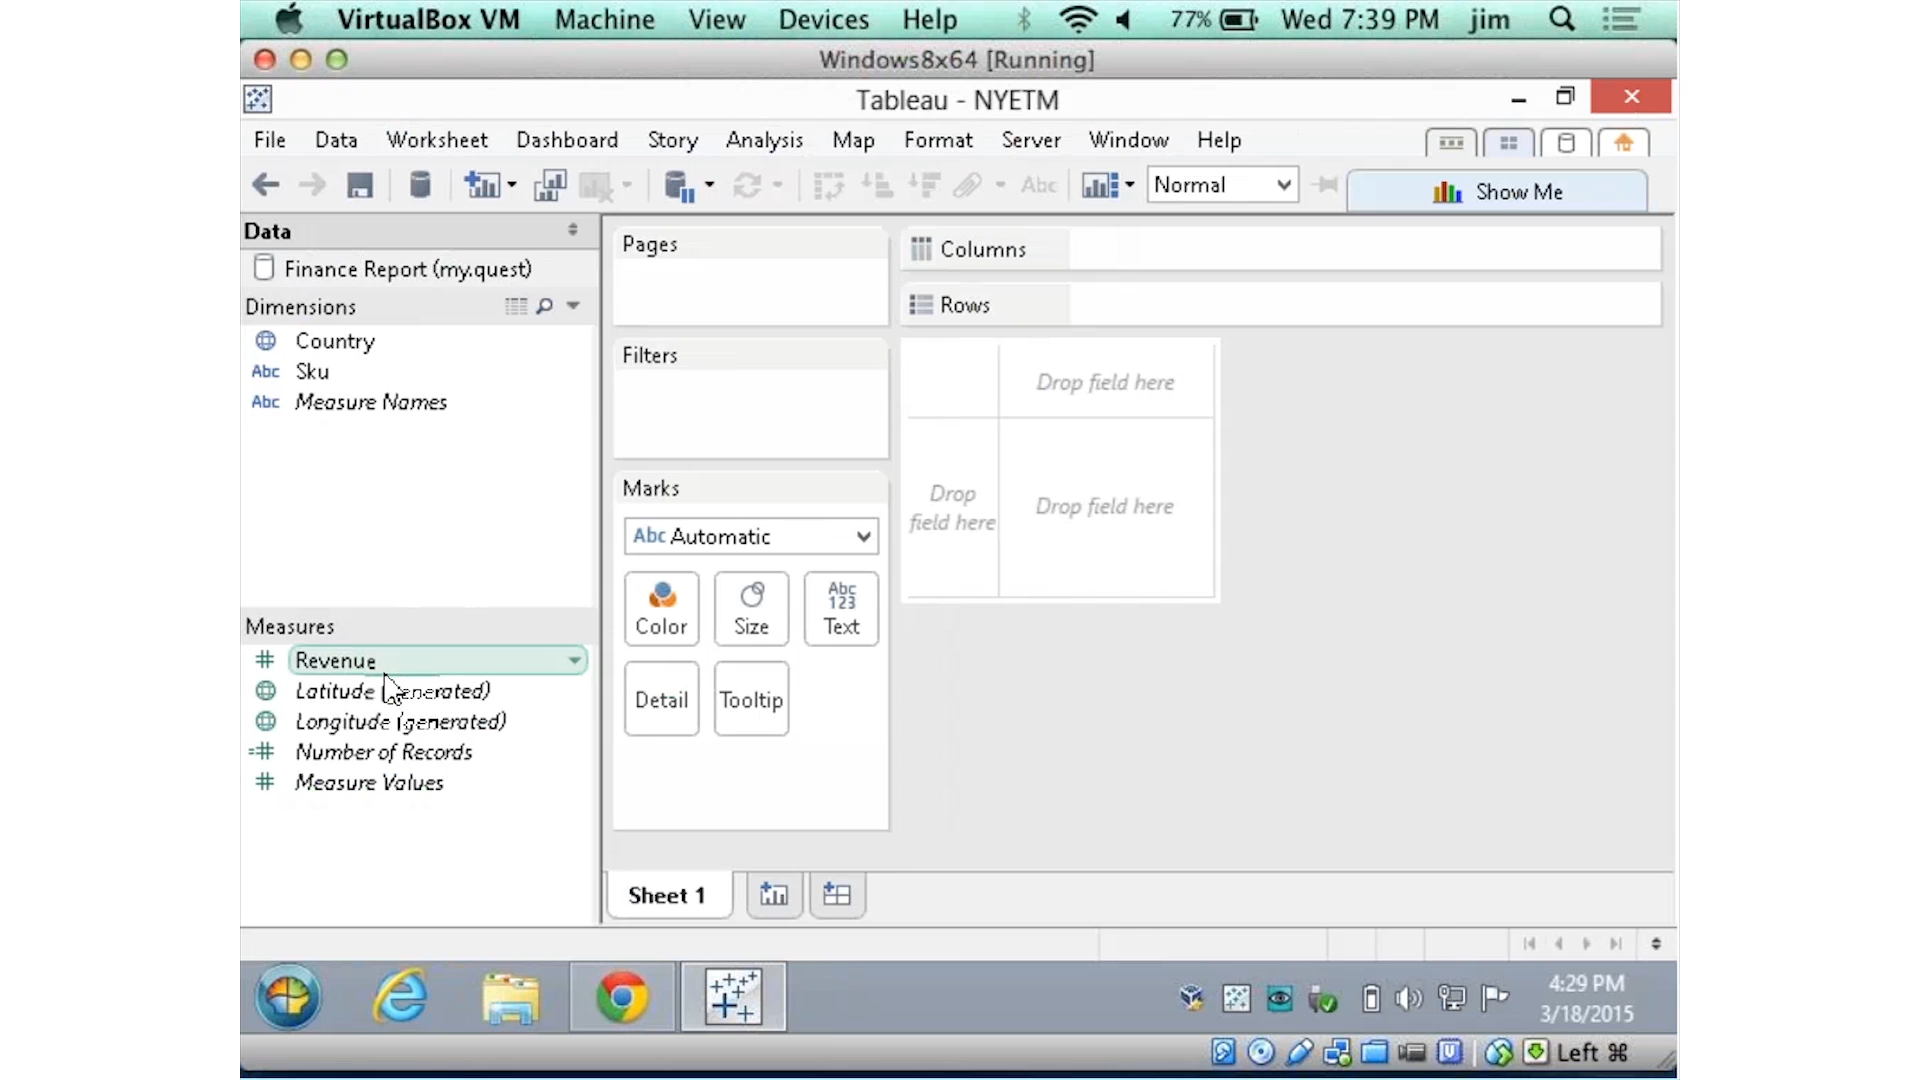 VirtualBox VM Machine View Devices Help 77% Wed 7:39 PM jim
Windows8x64 [Running]
Tableau - NYETM
File Data Worksheet Dashboard Story Analysis Map Format Server Window Help
Abc Normal Show Me
Data
Finance Report (my.quest)
Dimensions
Country
Abc Sku
Abc Measure Names
Measures
Revenue
Latitude (generated)
Longitude (generated)
Number of Records
Measure Values
Pages
Filters
Marks
Abc Automatic
Color
Size
Abc
123
Text
Detail
Tooltip
Columns
Rows
Drop field here
Drop
field here
Drop field here
Sheet 1
4:29 PM
3/18/2015
Left ⌘